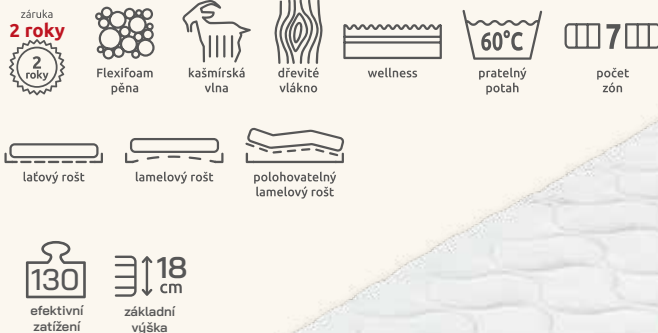 záruka
2 roky
2
roky
Flexifoam
pěna
kašmírská
vlna
dřevité
vlákno
wellness
60°C
pratelný
potah
7
počet
zón
laťový rošt
lamelový rošt
polohovatelný
lamelový rošt
130
efektivní
zatížení
18
cm
základní
výška